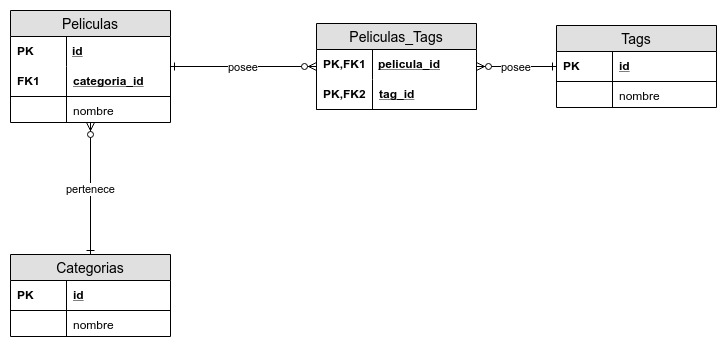 Peliculas
PK id
FK1 categoria_id
nombre
posee
Peliculas_Tags
PK,FK1 pelicula_id
PK,FK2 tag_id
posee
Tags
PK id
nombre
pertenece
Categorias
PK id
nombre